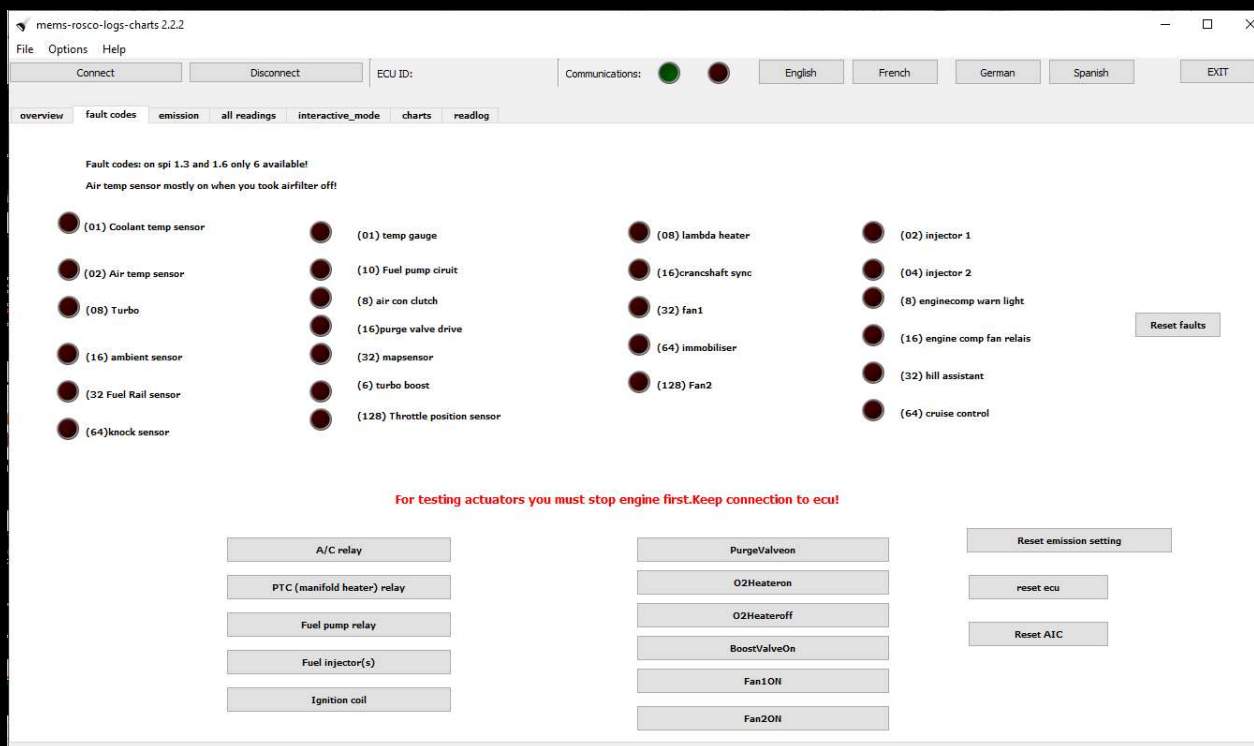 mems-rosco-logs-charts 2.2.2
File Options Help
Connect Disconnect ECU ID: Communications: English French German Spanish EXIT
overview fault codes emission all readings interactive_mode charts readlog
Fault codes: on spi 1.3 and 1.6 only 6 available!
Air temp sensor mostly on when you took airfilter off!
(01) Coolant temp sensor
(02) Air temp sensor
(08) Turbo
(16) ambient sensor
(32 Fuel Rail sensor
(64)knock sensor
(01) temp gauge
(10) Fuel pump ciruit
(8) air con clutch
(16)purge valve drive
(32) mapsensor
(6) turbo boost
(128) Throttle position sensor
(08) lambda heater
(16)crancshaft sync
(32) fan1
(64) immobiliser
(128) Fan2
(02) injector 1
(04) injector 2
(8) enginecomp warn light
(16) engine comp fan relais
(32) hill assistant
(64) cruise control
Reset faults
For testing actuators you must stop engine first.Keep connection to ecu!
A/C relay
PTC (manifold heater) relay
Fuel pump relay
Fuel injector(s)
Ignition coil
PurgeValveon
O2Heateron
O2Heateroff
BoostValveOn
Fan1ON
Fan2ON
Reset emission setting
reset ecu
Reset AIC